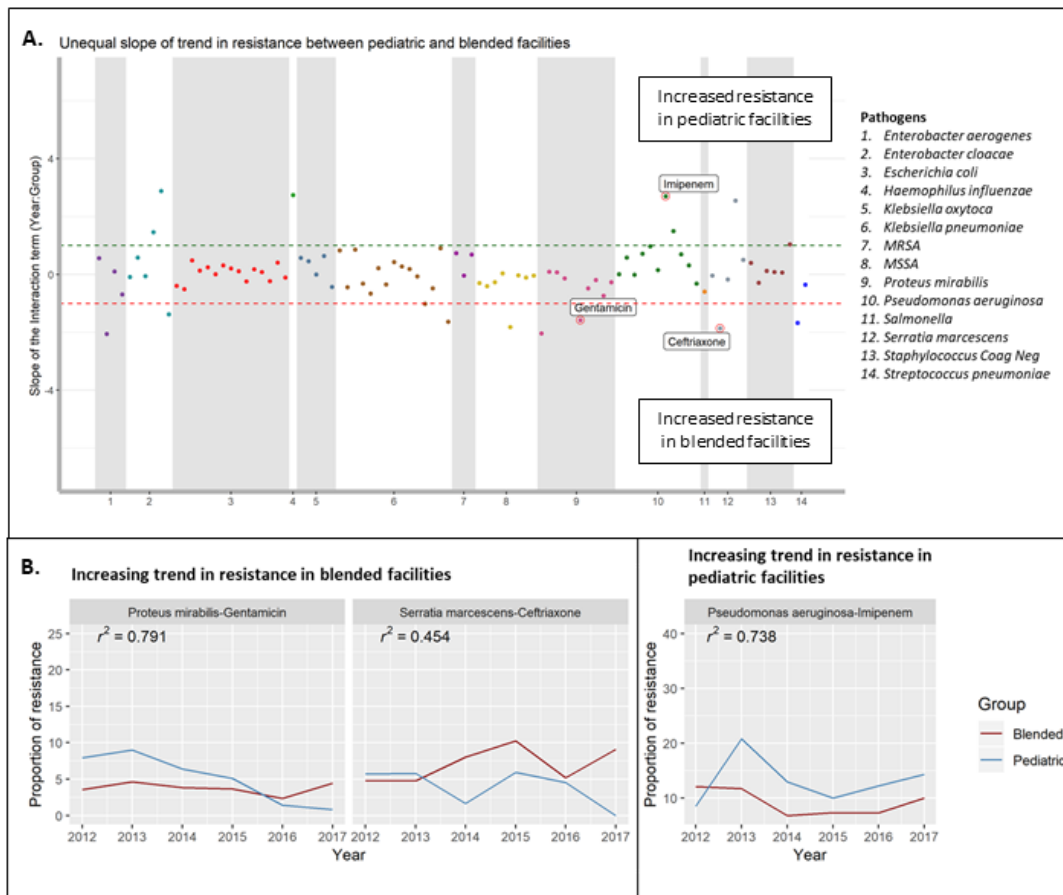 A.
Unequal slope of trend in resistance between pediatric and blended facilities
Slope of the Interaction term (Year:Group)
4
0
-4
Increased resistance
in pediatric facilities
Imipenem
Gentamicin
Ceftriaxone
Increased resistance
in blended facilities
1 2 3 4 5 6 7 8 9 10 11 12 13 14
Pathogens
1. Enterobacter aerogenes
2. Enterobacter cloacae
3. Escherichia coli
4. Haemophilus influenzae
5. Klebsiella oxytoca
6. Klebsiella pneumoniae
7. MRSA
8. MSSA
9. Proteus mirabilis
10. Pseudomonas aeruginosa
11. Salmonella
12. Serratia marcescens
13. Staphylococcus Coag Neg
14. Streptococcus pneumoniae
B.
Increasing trend in resistance in blended facilities
Proteus mirabilis-Gentamicin
r² = 0.791
Serratia marcescens-Ceftriaxone
r² = 0.454
Proportion of resistance
25
20
15
10
5
0
2012 2013 2014 2015 2016 2017
2012 2013 2014 2015 2016 2017
Year
Increasing trend in resistance in
pediatric facilities
Pseudomonas aeruginosa-Imipenem
r² = 0.738
Proportion of resistance
40
30
20
10
2012 2013 2014 2015 2016 2017
Year
Group
Blended
Pediatric